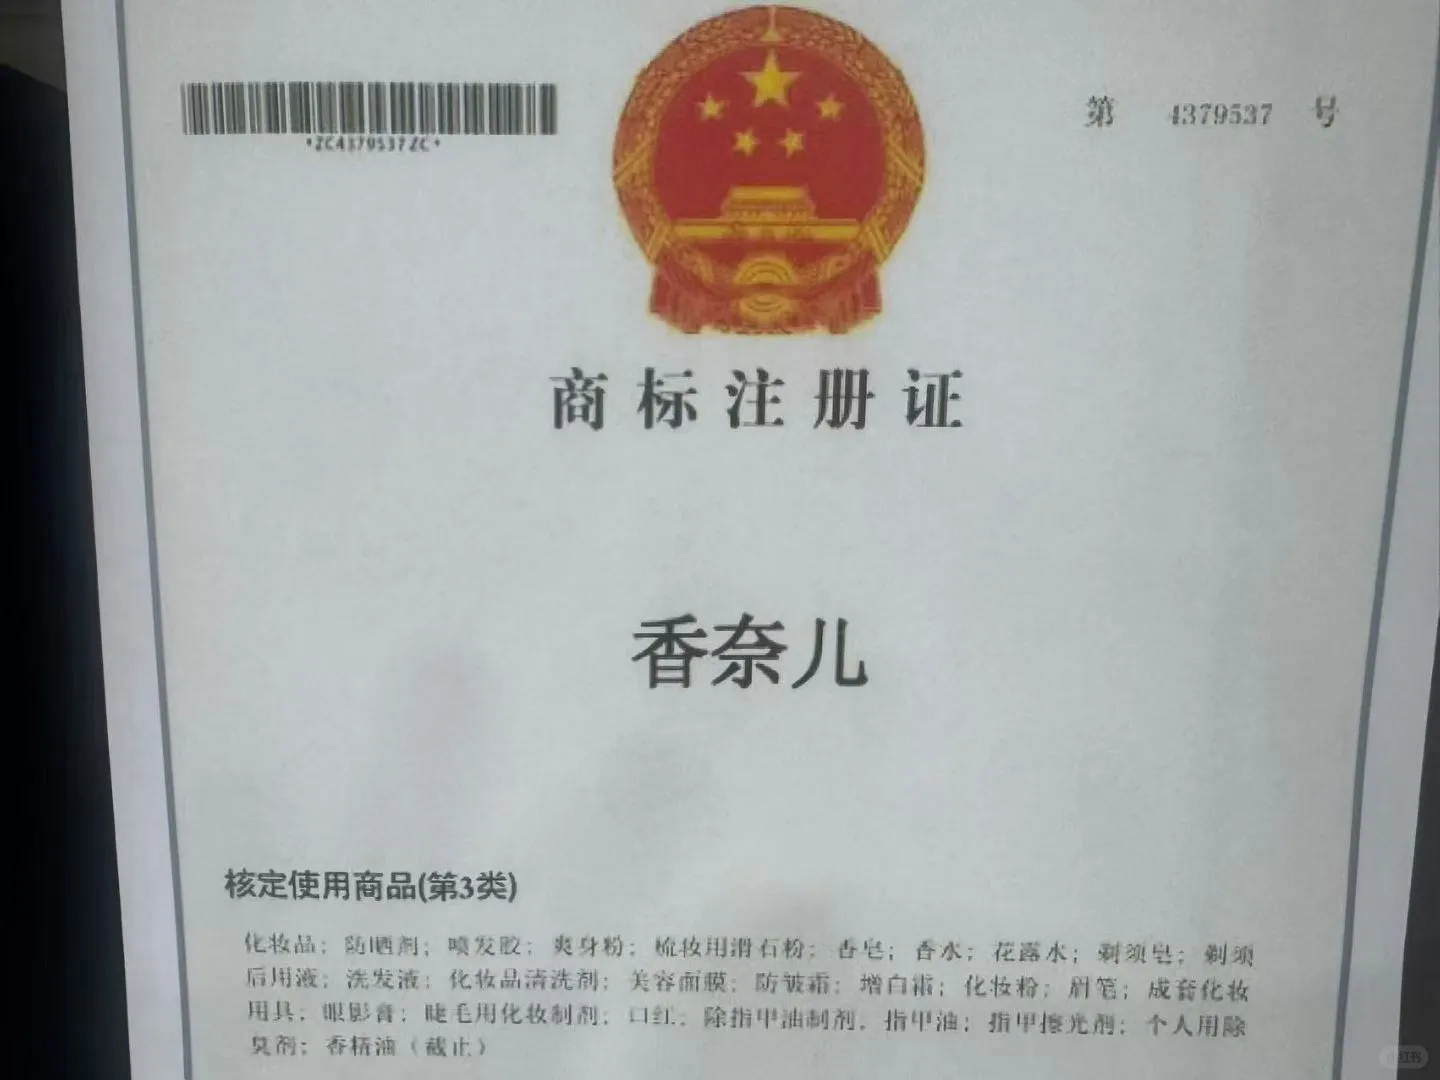 第 4379537 号
*ZC4379537ZC*
商标注册证
香奈儿
核定使用商品(第3类)
化妆品；防晒剂；喷发胶；爽身粉；梳妆用滑石粉；香皂；香水；花露水；剃须皂；剃须
后用液；洗发液；化妆品清洗剂；美容面膜；防皱霜；增白霜；化妆粉；眉笔；成套化妆
用具；眼影膏；睫毛用化妆制剂；口红；除指甲油制剂；指甲油；指甲擦光剂；个人用除
臭剂；香精油（截止）
小红书